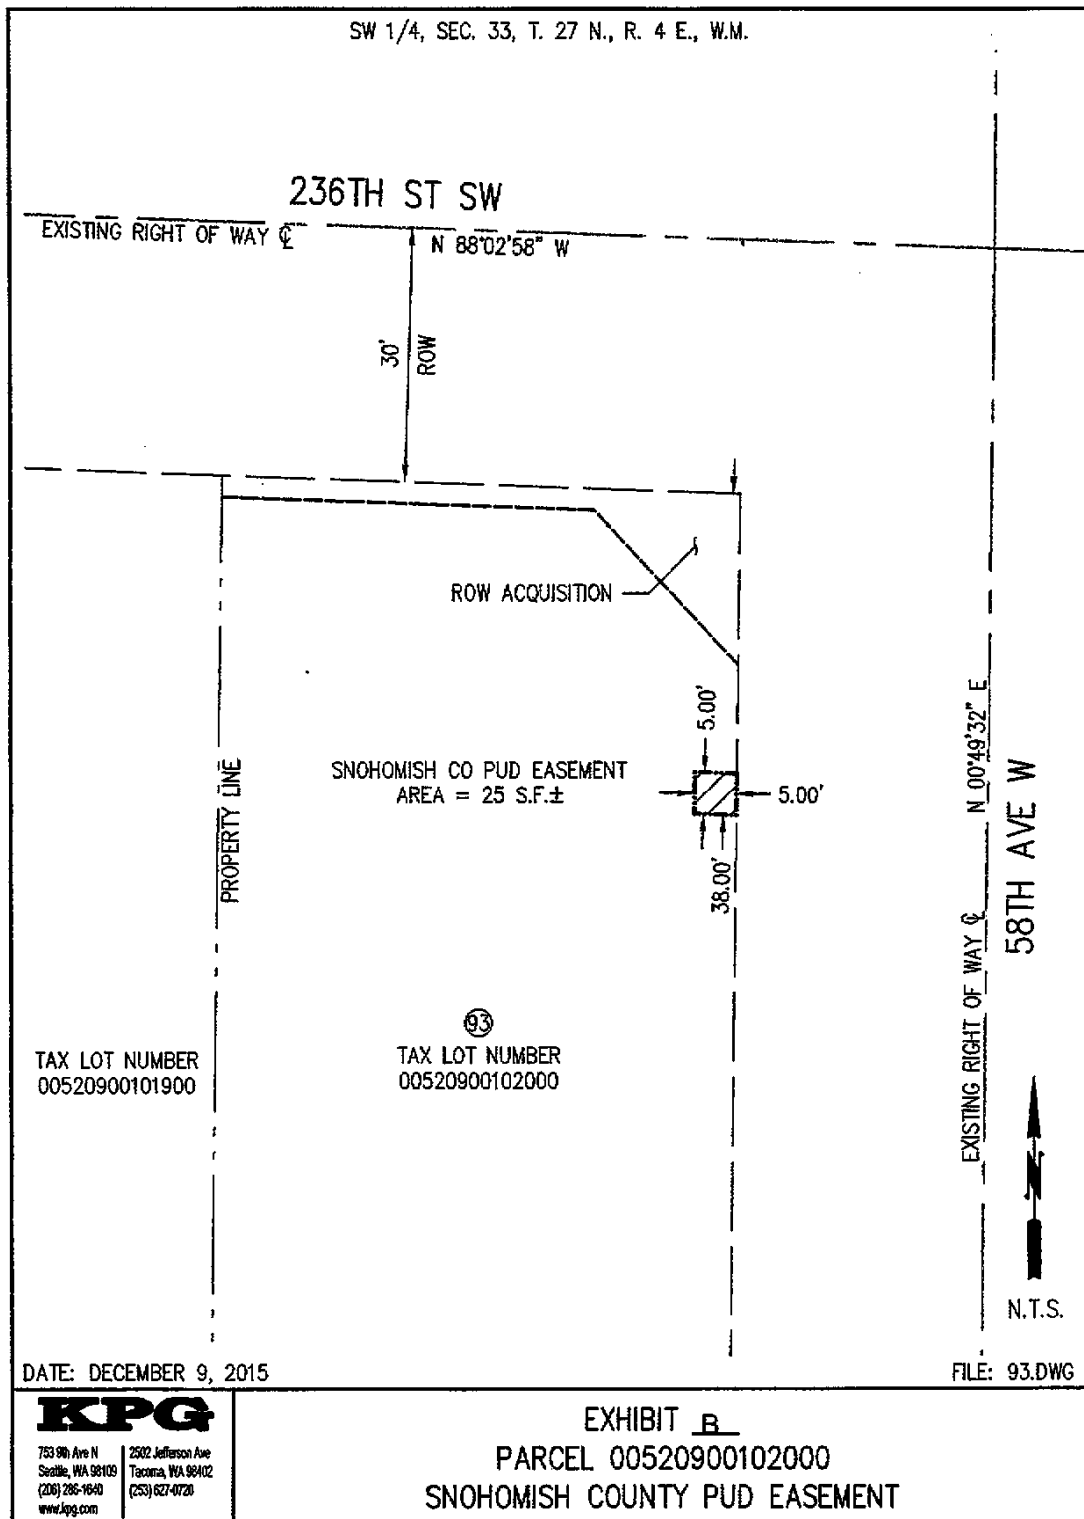 SW 1/4, SEC. 33, T. 27 N., R. 4 E., W.M.
236TH ST SW
EXISTING RIGHT OF WAY ℄
N 88°02'58" W
30'
ROW
ROW ACQUISITION
PROPERTY LINE
SNOHOMISH CO PUD EASEMENT
AREA = 25 S.F.±
5.00'
5.00'
38.00'
N 00°49'32" E
EXISTING RIGHT OF WAY ℄
58TH AVE W
93
TAX LOT NUMBER
00520900101900
TAX LOT NUMBER
00520900102000
N
N.T.S.
DATE: DECEMBER 9, 2015
FILE: 93.DWG
KPG
753 9th Ave N
Seattle, WA 98109
(206) 286-1640
www.kpg.com
2502 Jefferson Ave
Tacoma, WA 98402
(253) 627-0720
EXHIBIT B
PARCEL 00520900102000
SNOHOMISH COUNTY PUD EASEMENT